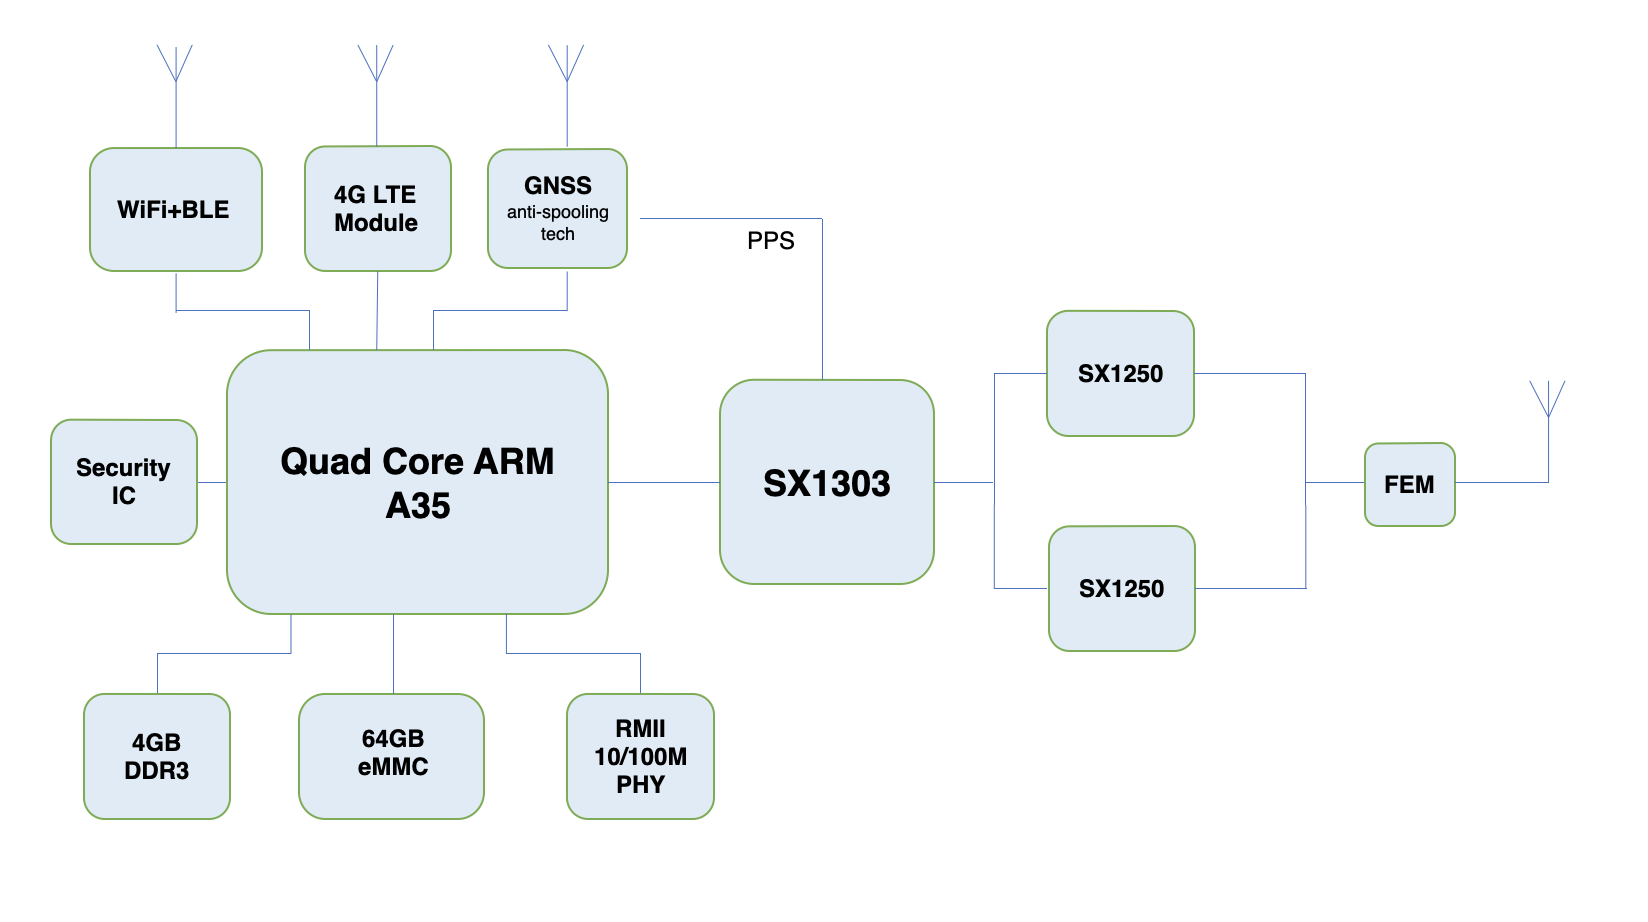 WiFi+BLE
4G LTE
Module
GNSS
anti-spooling
tech
PPS
Security
IC
Quad Core ARM
A35
SX1303
SX1250
SX1250
FEM
4GB
DDR3
64GB
eMMC
RMII
10/100M
PHY